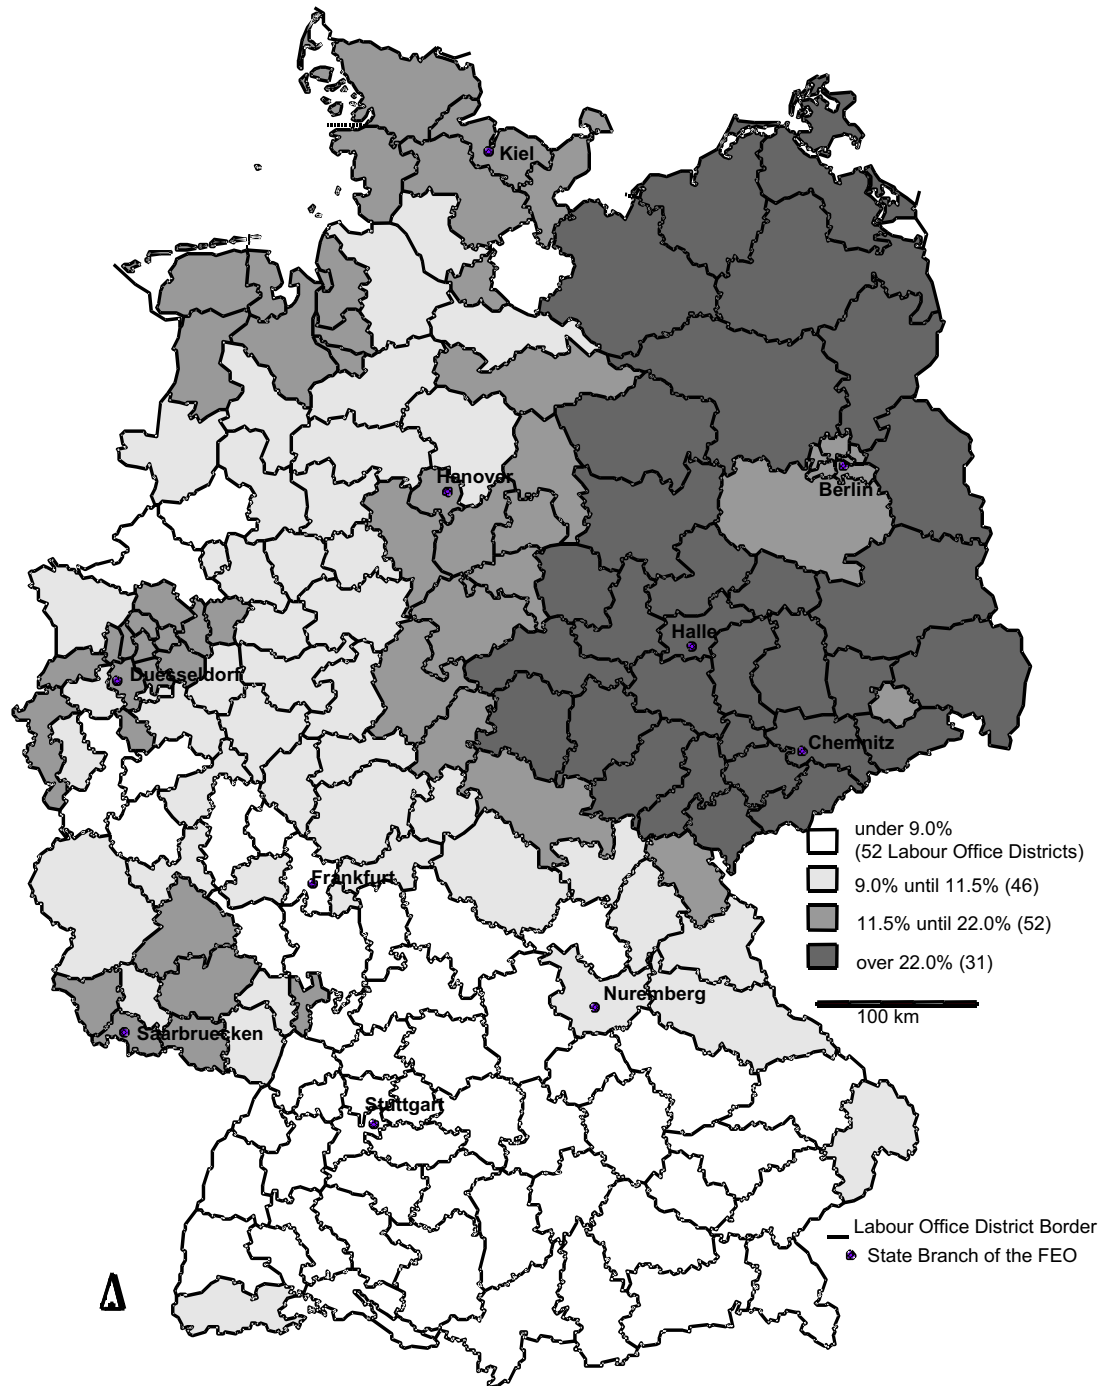 Kiel
Hanover
Berlin
Halle
Duesseldorf
Chemnitz
under 9.0%
(52 Labour Office Districts)
Frankfurt
9.0% until 11.5% (46)
11.5% until 22.0% (52)
over 22.0% (31)
Nuremberg
100 km
Saarbruecken
Stuttgart
Labour Office District Border
State Branch of the FEO